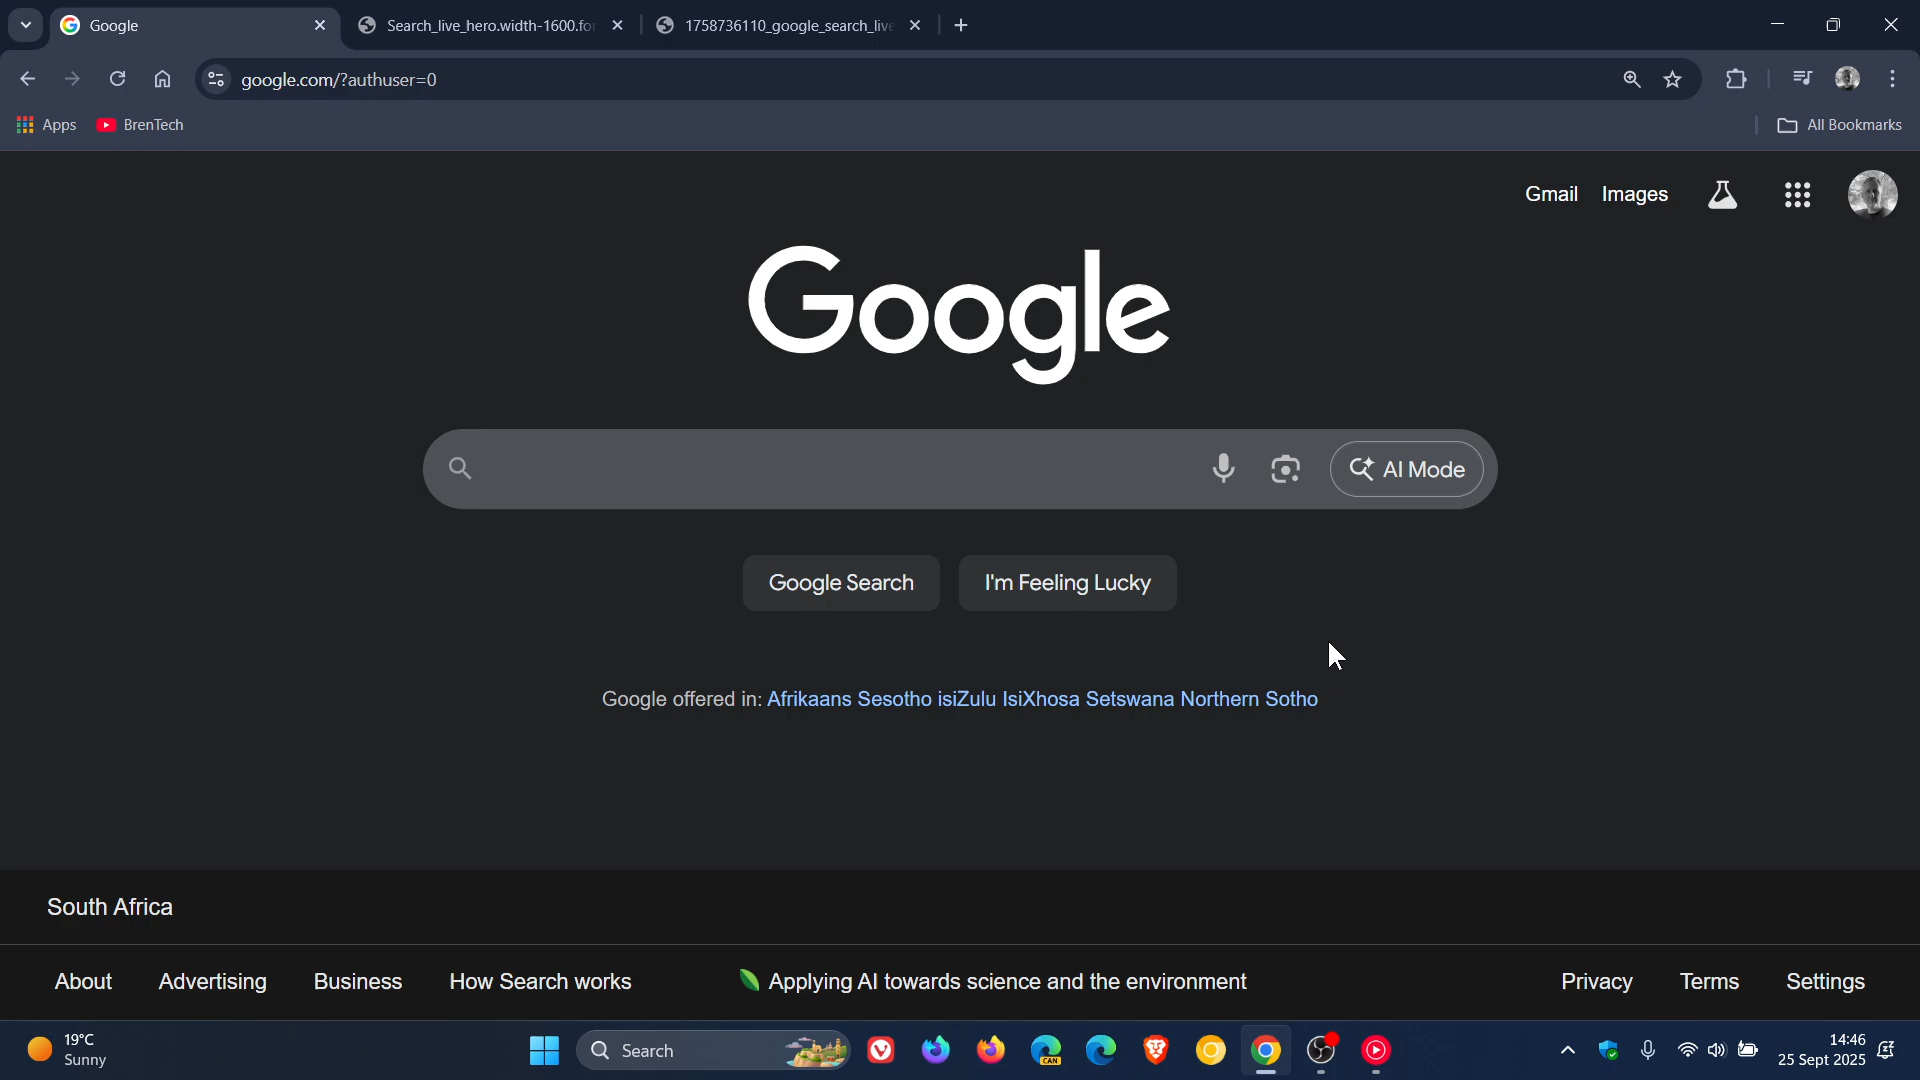 Google
Search_live_hero.width-1600.fo
1758736110_google_search_live
google.com/?authuser=0
Apps
BrenTech
All Bookmarks
Gmail Images
Google
AI Mode
Google Search
I'm Feeling Lucky
Google offered in: Afrikaans Sesotho isiZulu IsiXhosa Setswana Northern Sotho
South Africa
About Advertising Business How Search works
Applying AI towards science and the environment
Privacy Terms Settings
19°C
Sunny
Search
CAN
14:46
25 Sept 2025